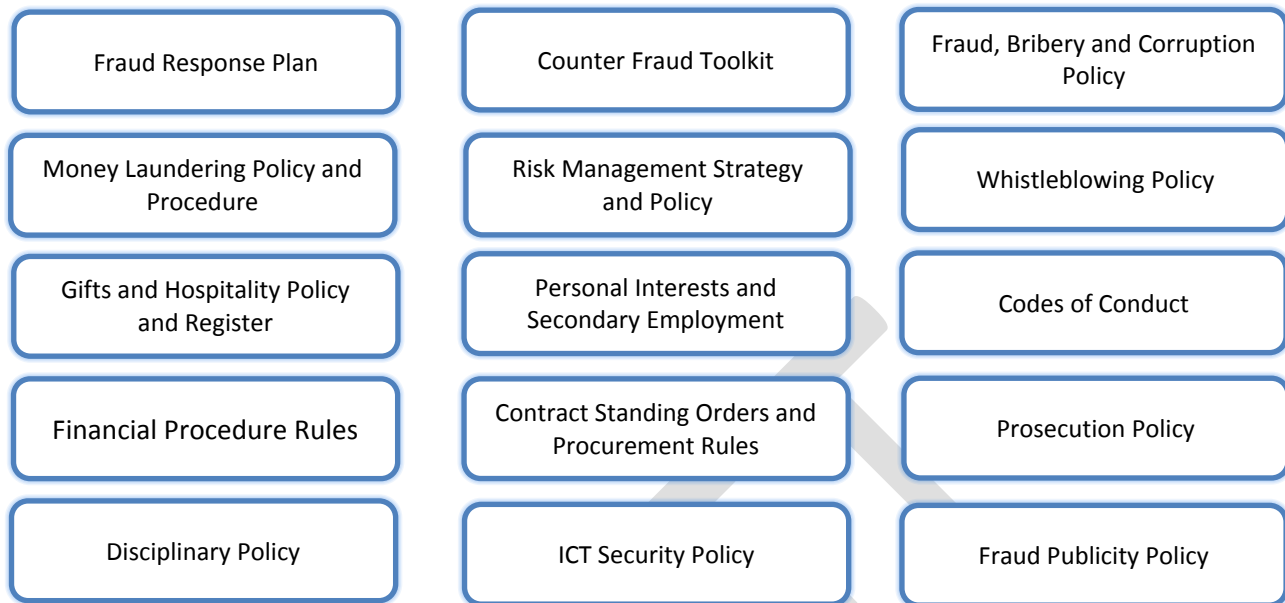 Fraud Response Plan
Counter Fraud Toolkit
Fraud, Bribery and Corruption
Policy
Money Laundering Policy and
Procedure
Risk Management Strategy
and Policy
Whistleblowing Policy
Gifts and Hospitality Policy
and Register
Personal Interests and
Secondary Employment
Codes of Conduct
Financial Procedure Rules
Contract Standing Orders and
Procurement Rules
Prosecution Policy
Disciplinary Policy
ICT Security Policy
Fraud Publicity Policy